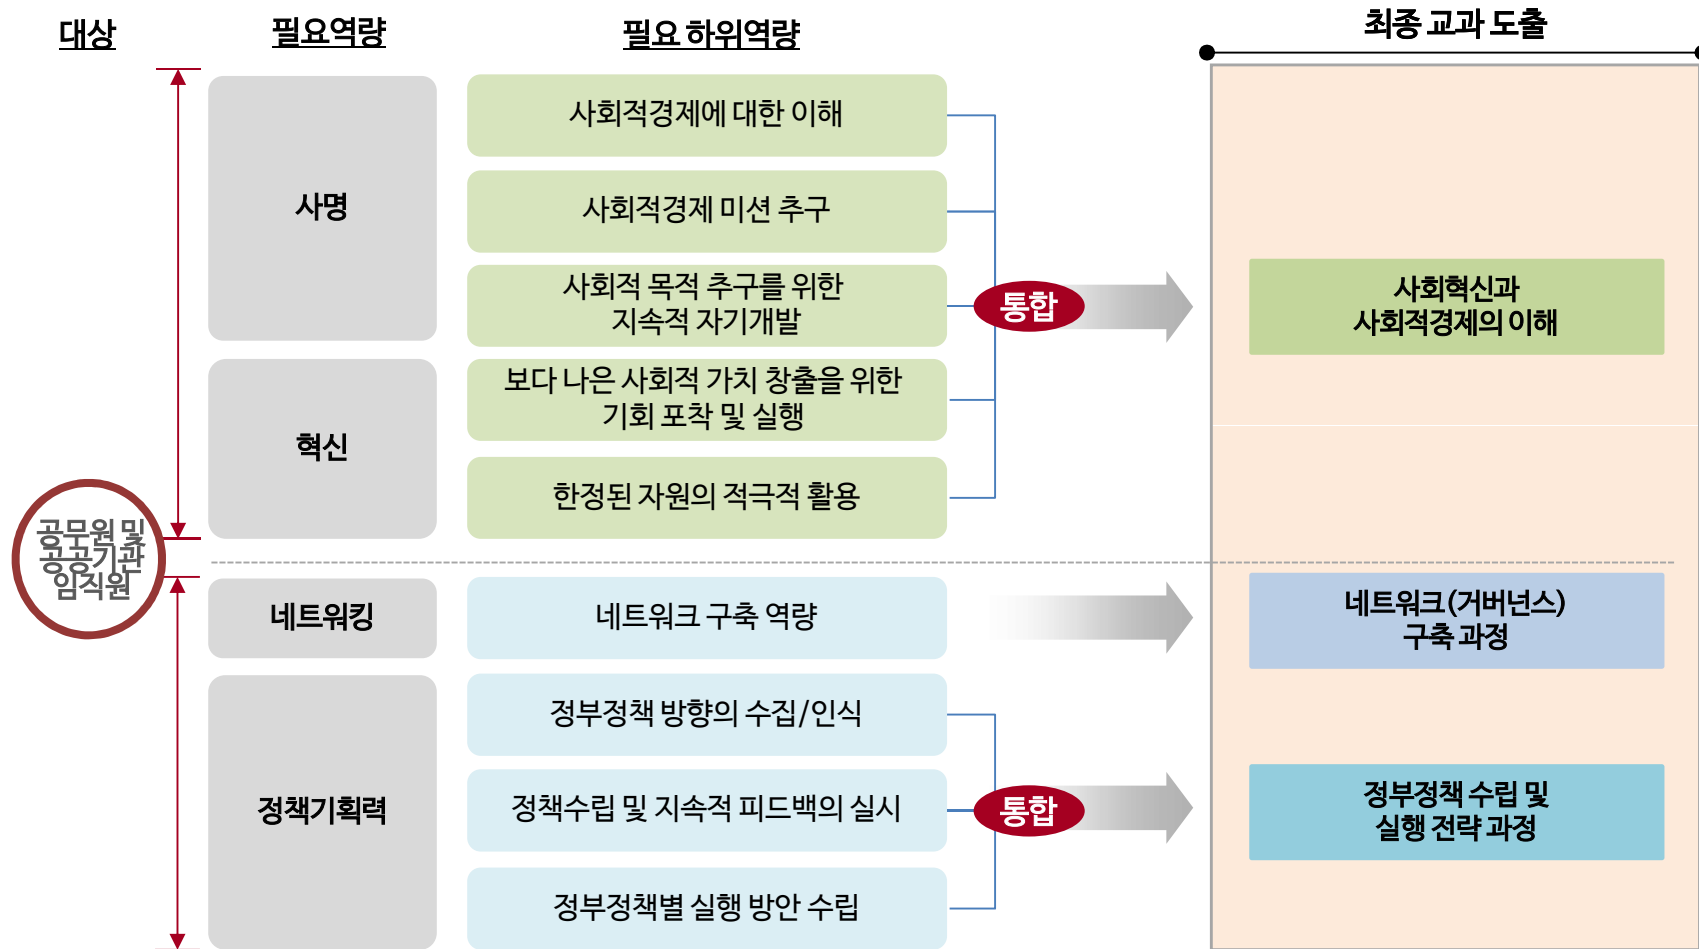 대상
필요역량
필요 하위역량
최종 교과 도출
공무원 및
공공기관
임직원
사명
사회적경제에 대한 이해
사회적경제 미션 추구
사회적 목적 추구를 위한
지속적 자기개발
혁신
보다 나은 사회적 가치 창출을 위한
기회 포착 및 실행
한정된 자원의 적극적 활용
통합
사회혁신과
사회적경제의 이해
네트워킹
네트워크 구축 역량
네트워크(거버넌스)
구축 과정
정책기획력
정부정책 방향의 수집/인식
정책수립 및 지속적 피드백의 실시
정부정책별 실행 방안 수립
통합
정부정책 수립 및
실행 전략 과정